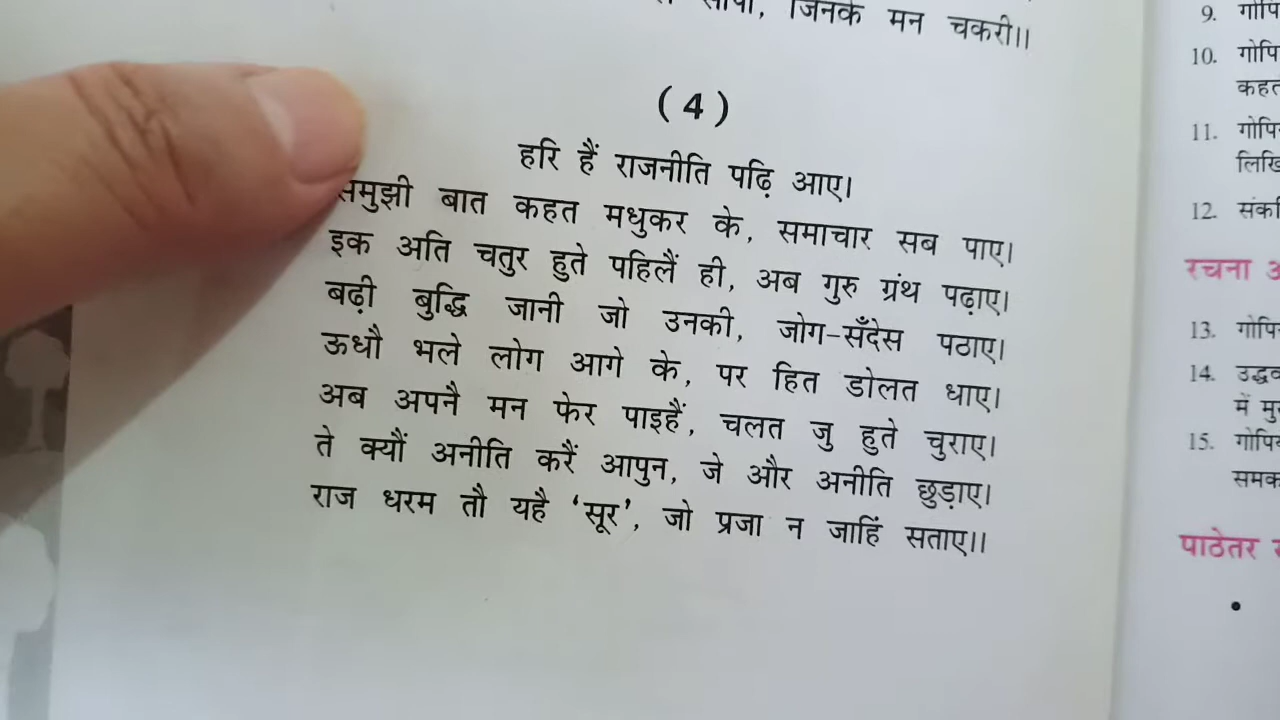 जिनके मन चकरी।।
(4)
हरि हैं राजनीति पढ़ि आए।
समुझी बात कहत मधुकर के, समाचार सब पाए।
इक अति चतुर हुते पहिलैं ही, अब गुरु ग्रंथ पढ़ाए।
बढ़ी बुद्धि जानी जो उनकी, जोग-सँदेस पठाए।
ऊधौ भले लोग आगे के, पर हित डोलत धाए।
अब अपनै मन फेर पाइहैं, चलत जु हुते चुराए।
ते क्यौं अनीति करैं आपुन, जे और अनीति छुड़ाए।
राज धरम तौ यहै 'सूर', जो प्रजा न जाहिं सताए।।
9.
10.
कहत
11.
12.
रचना
13.
14.
में
15.
समक
पाठेतर